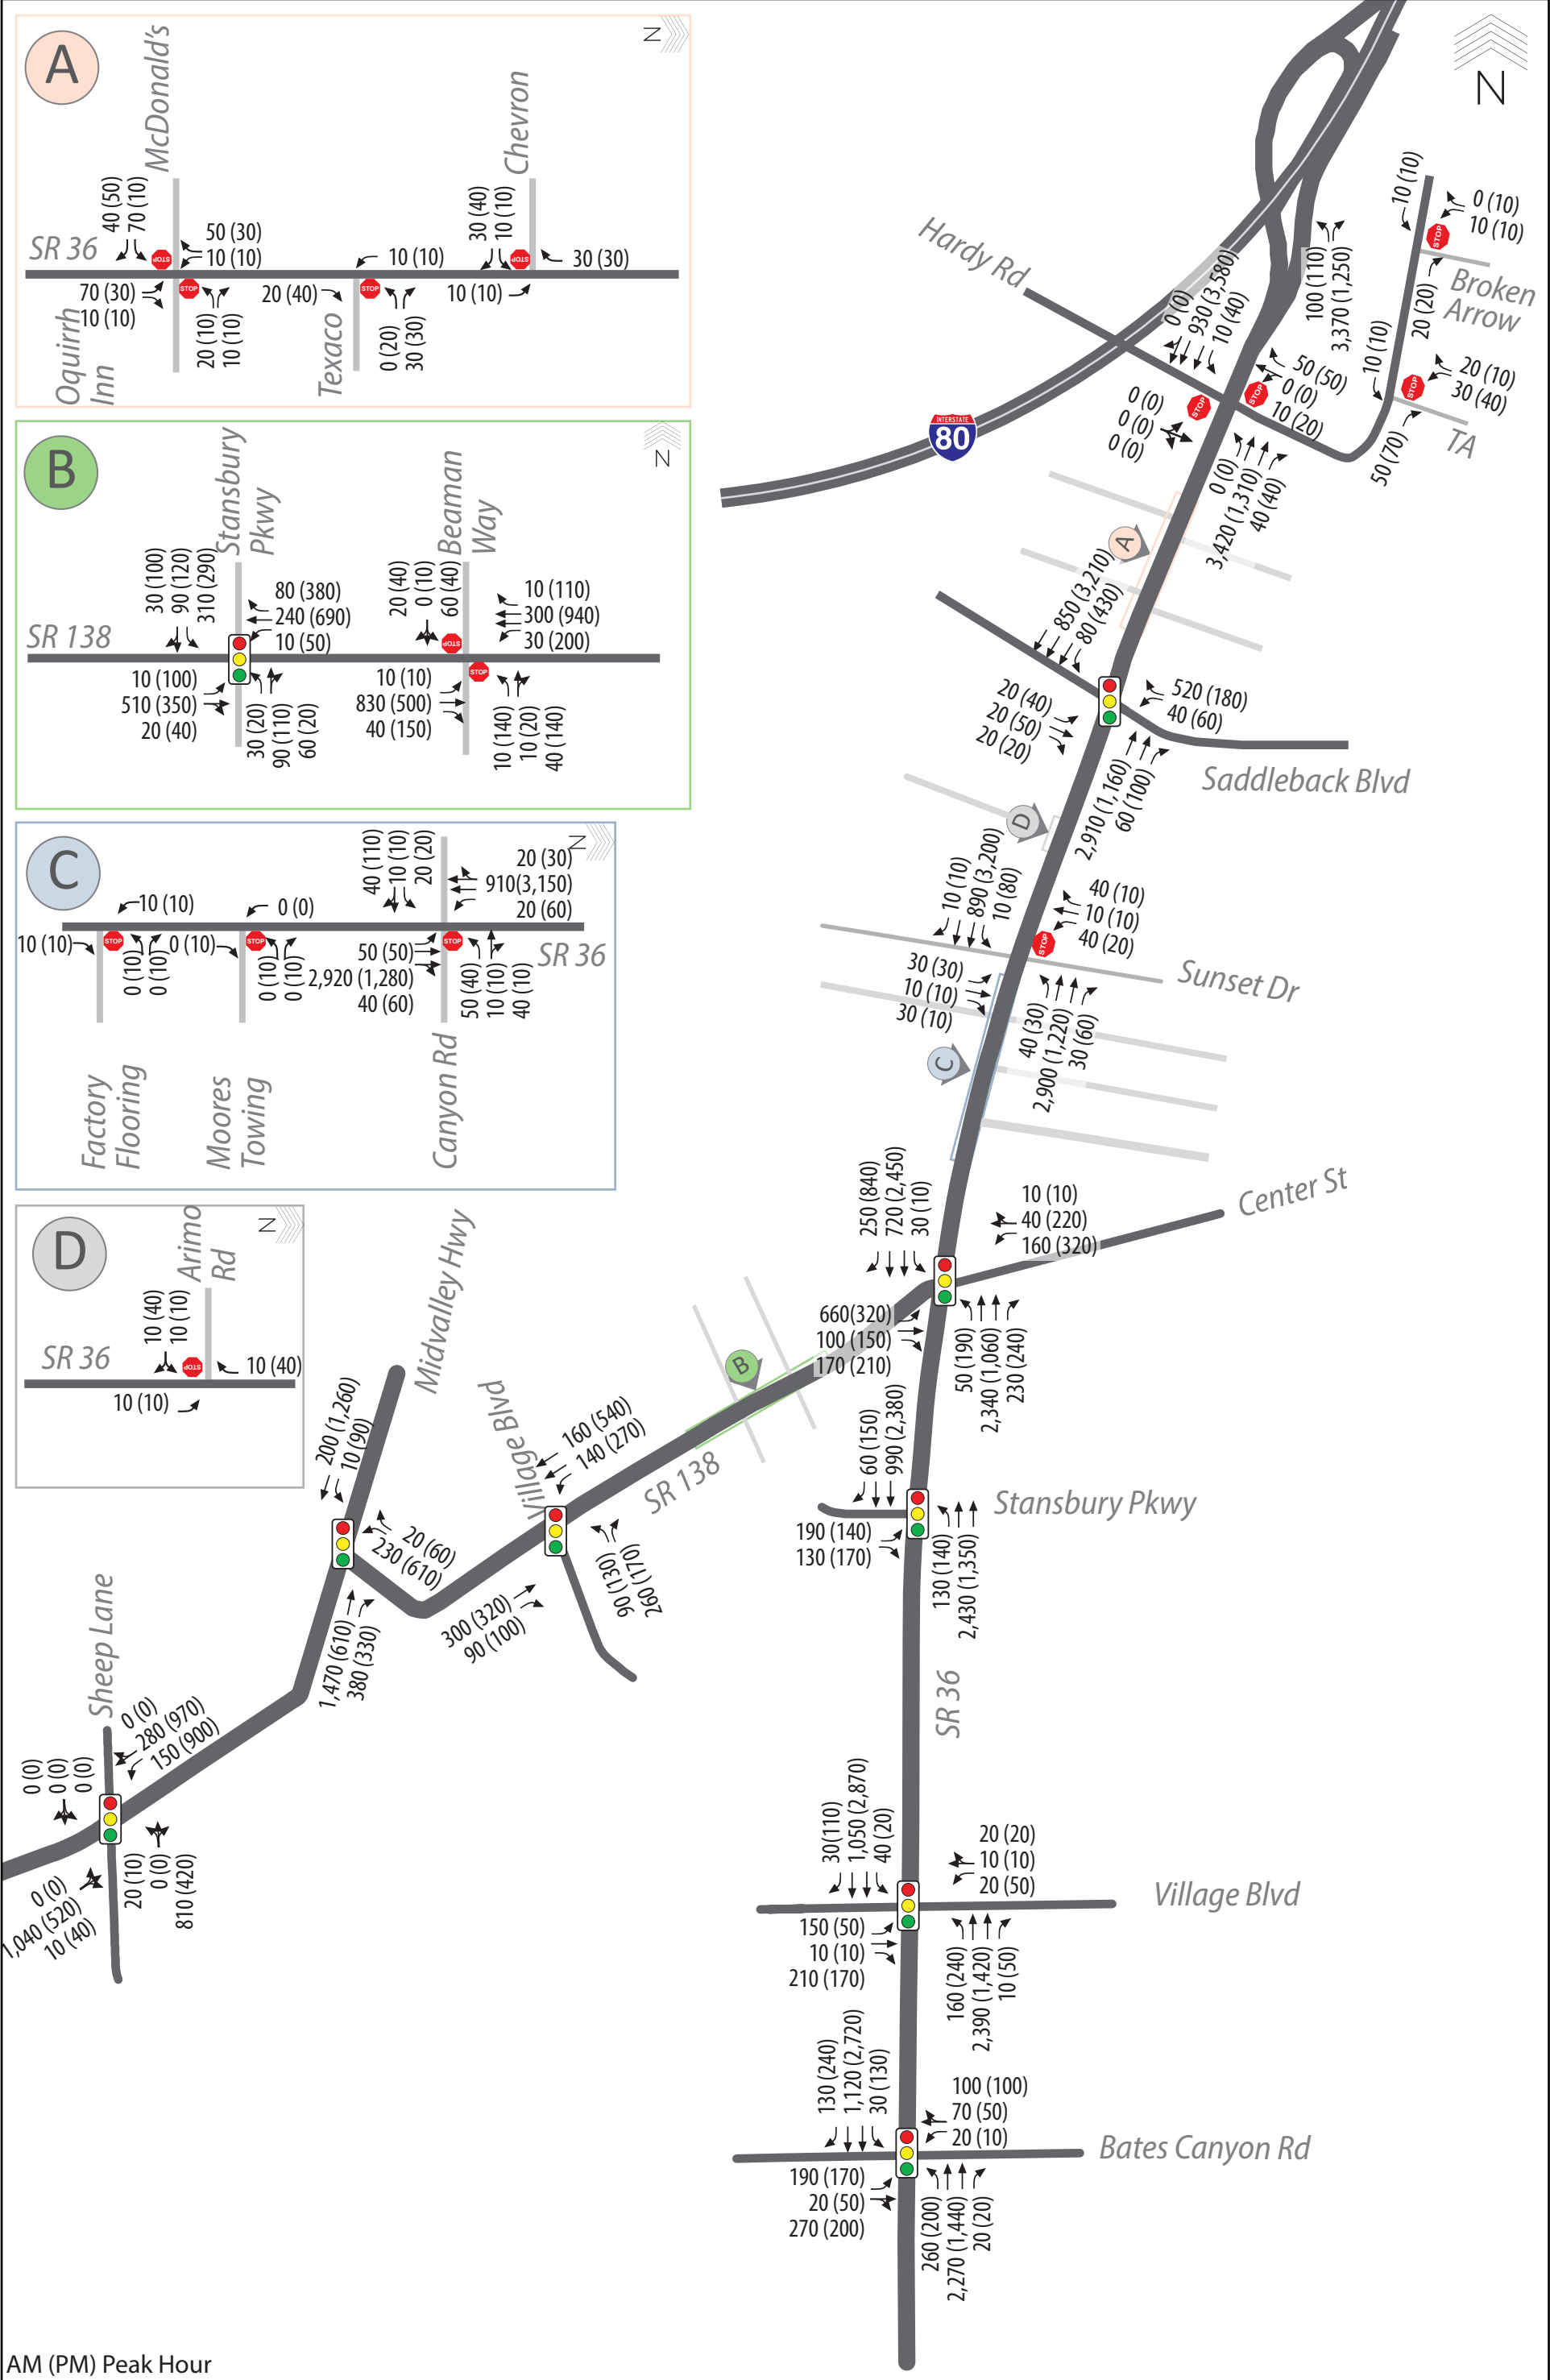 A
N
McDonald's
Chevron
40 (50)
70 (10)
50 (30)
10 (10)
SR 36
STOP
70 (30)
10 (10)
STOP
20 (10)
10 (10)
Oquirrh
Inn
10 (10)
20 (40)
STOP
0 (20)
30 (30)
Texaco
30 (40)
10 (10)
STOP
30 (30)
10 (10)
B
N
Stansbury
Pkwy
Beaman
Way
30 (100)
90 (120)
310 (290)
80 (380)
240 (690)
10 (50)
SR 138
10 (100)
510 (350)
20 (40)
30 (20)
90 (110)
60 (20)
20 (40)
0 (10)
60 (40)
STOP
10 (110)
300 (940)
30 (200)
10 (10)
830 (500)
40 (150)
STOP
10 (140)
10 (20)
40 (140)
C
N
10 (10)
10 (10)
STOP
0 (10)
0 (10)
Factory
Flooring
0 (0)
0 (10)
STOP
0 (10)
0 (10)
Moores
Towing
40 (110)
10 (10)
20 (20)
20 (30)
910(3,150)
20 (60)
50 (50)
2,920 (1,280)
40 (60)
STOP
50 (40)
10 (10)
40 (10)
SR 36
Canyon Rd
D
N
Arimo
Rd
10 (40)
10 (10)
SR 36
STOP
10 (40)
10 (10)
N
Hardy Rd
INTERSTATE
80
0 (0)
930 (3,580)
10 (40)
100 (110)
3,370 (1,250)
10 (10)
0 (10)
10 (10)
STOP
20 (20)
Broken
Arrow
10 (10)
20 (10)
30 (40)
STOP
50 (70)
TA
50 (50)
0 (0)
10 (20)
STOP
STOP
0 (0)
0 (0)
0 (0)
0 (0)
3,420 (1,310)
40 (40)
A
850 (3,210)
80 (430)
520 (180)
40 (60)
20 (40)
20 (50)
20 (20)
2,910 (1,160)
60 (100)
Saddleback Blvd
D
10 (10)
890 (3,200)
10 (80)
40 (10)
10 (10)
40 (20)
STOP
30 (30)
10 (10)
30 (10)
40 (30)
2,900 (1,220)
30 (60)
Sunset Dr
C
250 (840)
720 (2,450)
30 (10)
10 (10)
40 (220)
160 (320)
Center St
660(320)
100 (150)
170 (210)
50 (190)
2,340 (1,060)
230 (240)
B
SR 138
60 (150)
990 (2,380)
Stansbury Pkwy
190 (140)
130 (170)
130 (140)
2,430 (1,350)
Midvalley Hwy
200 (1,260)
10 (90)
20 (60)
230 (610)
1,470 (610)
380 (330)
Village Blvd
160 (540)
140 (270)
300 (320)
90 (100)
90 (130)
260 (170)
Sheep Lane
0 (0)
280 (970)
150 (900)
0 (0)
0 (0)
0 (0)
0 (0)
1,040 (520)
10 (40)
20 (10)
0 (0)
810 (420)
SR 36
30(110)
1,050 (2,870)
40 (20)
20 (20)
10 (10)
20 (50)
Village Blvd
150 (50)
10 (10)
210 (170)
160 (240)
2,390 (1,420)
10 (50)
130 (240)
1,120 (2,720)
30 (130)
100 (100)
70 (50)
20 (10)
Bates Canyon Rd
190 (170)
20 (50)
270 (200)
260 (200)
2,270 (1,440)
20 (20)
AM (PM) Peak Hour